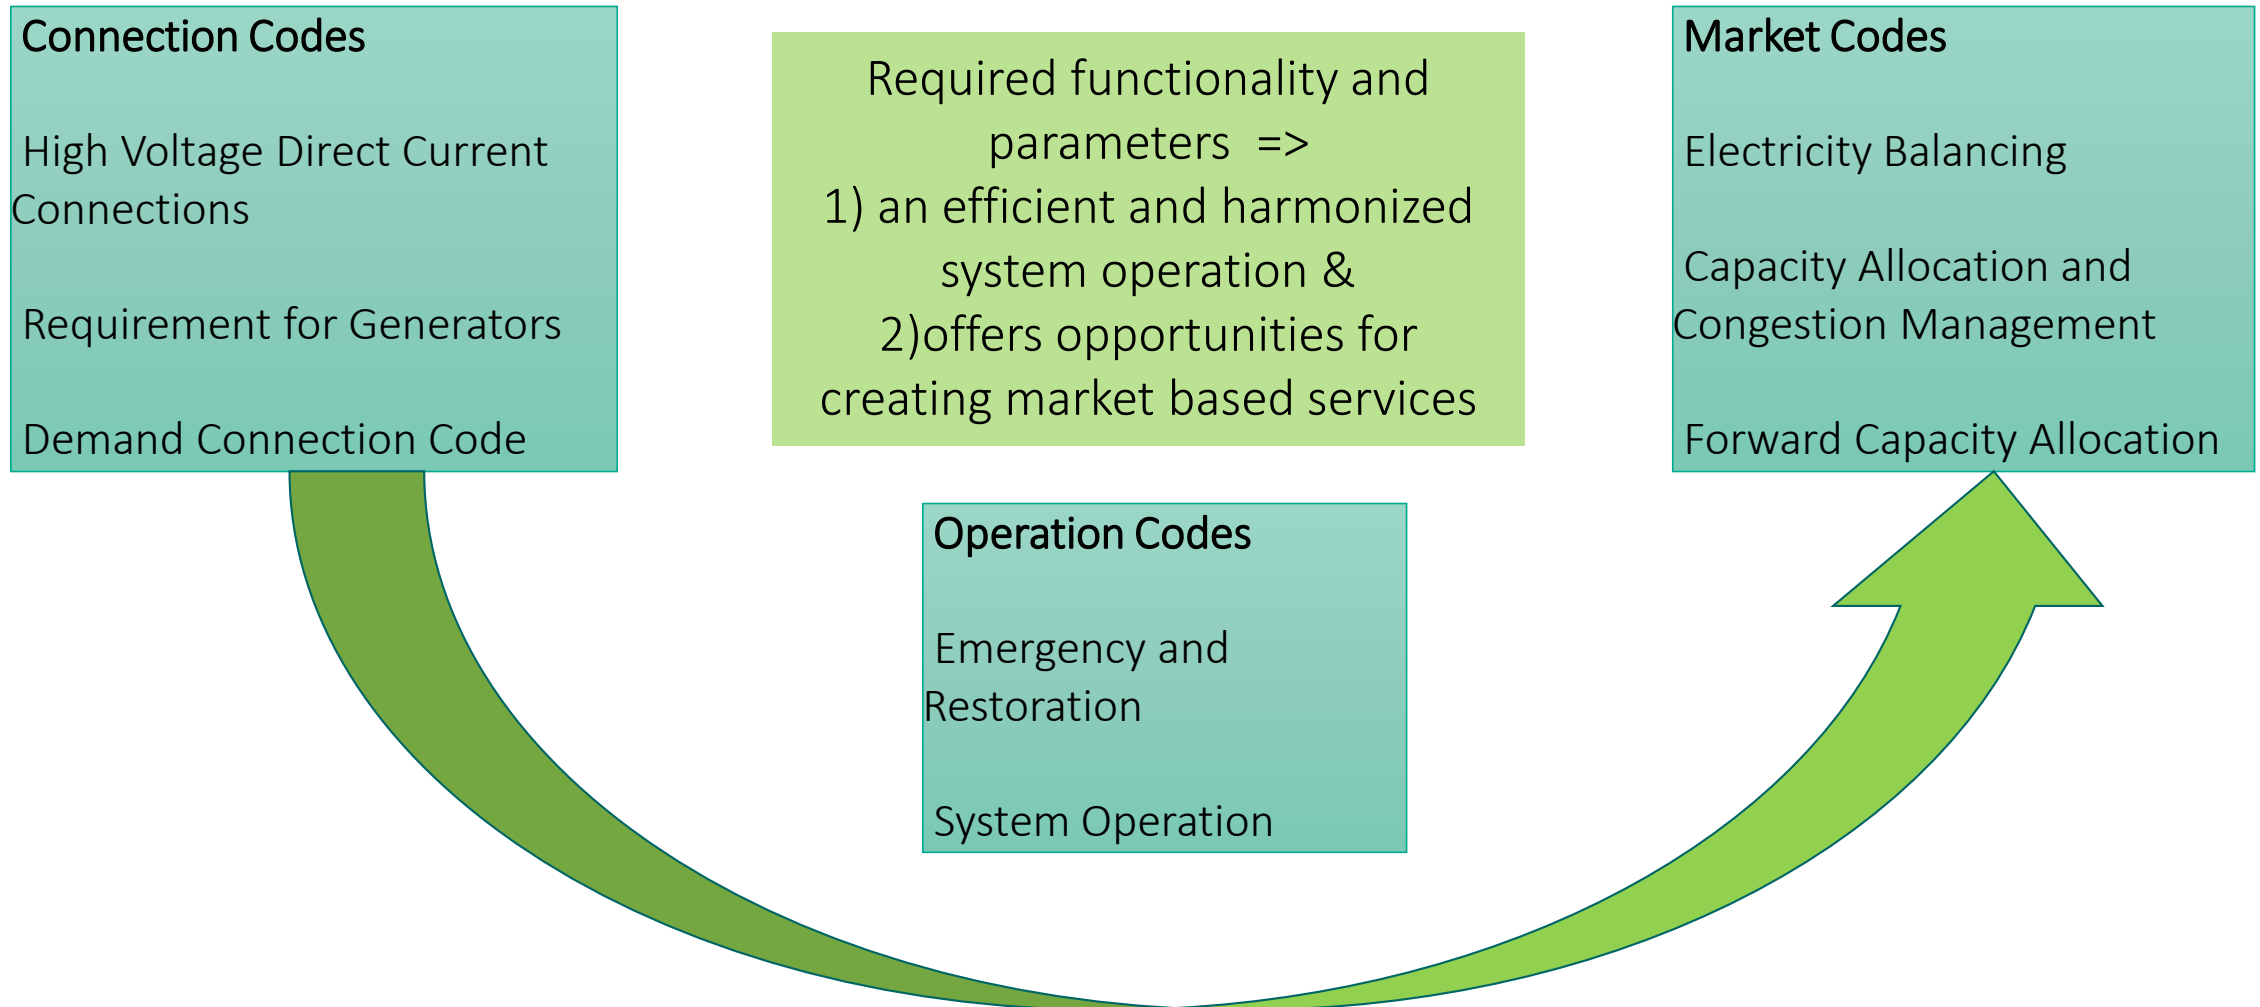 Connection Codes
High Voltage Direct Current
Connections
Requirement for Generators
Demand Connection Code
Required functionality and
parameters  =>
1) an efficient and harmonized
system operation &
2)offers opportunities for
creating market based services
Operation Codes
Emergency and
Restoration
System Operation
Market Codes
Electricity Balancing
Capacity Allocation and
Congestion Management
Forward Capacity Allocation